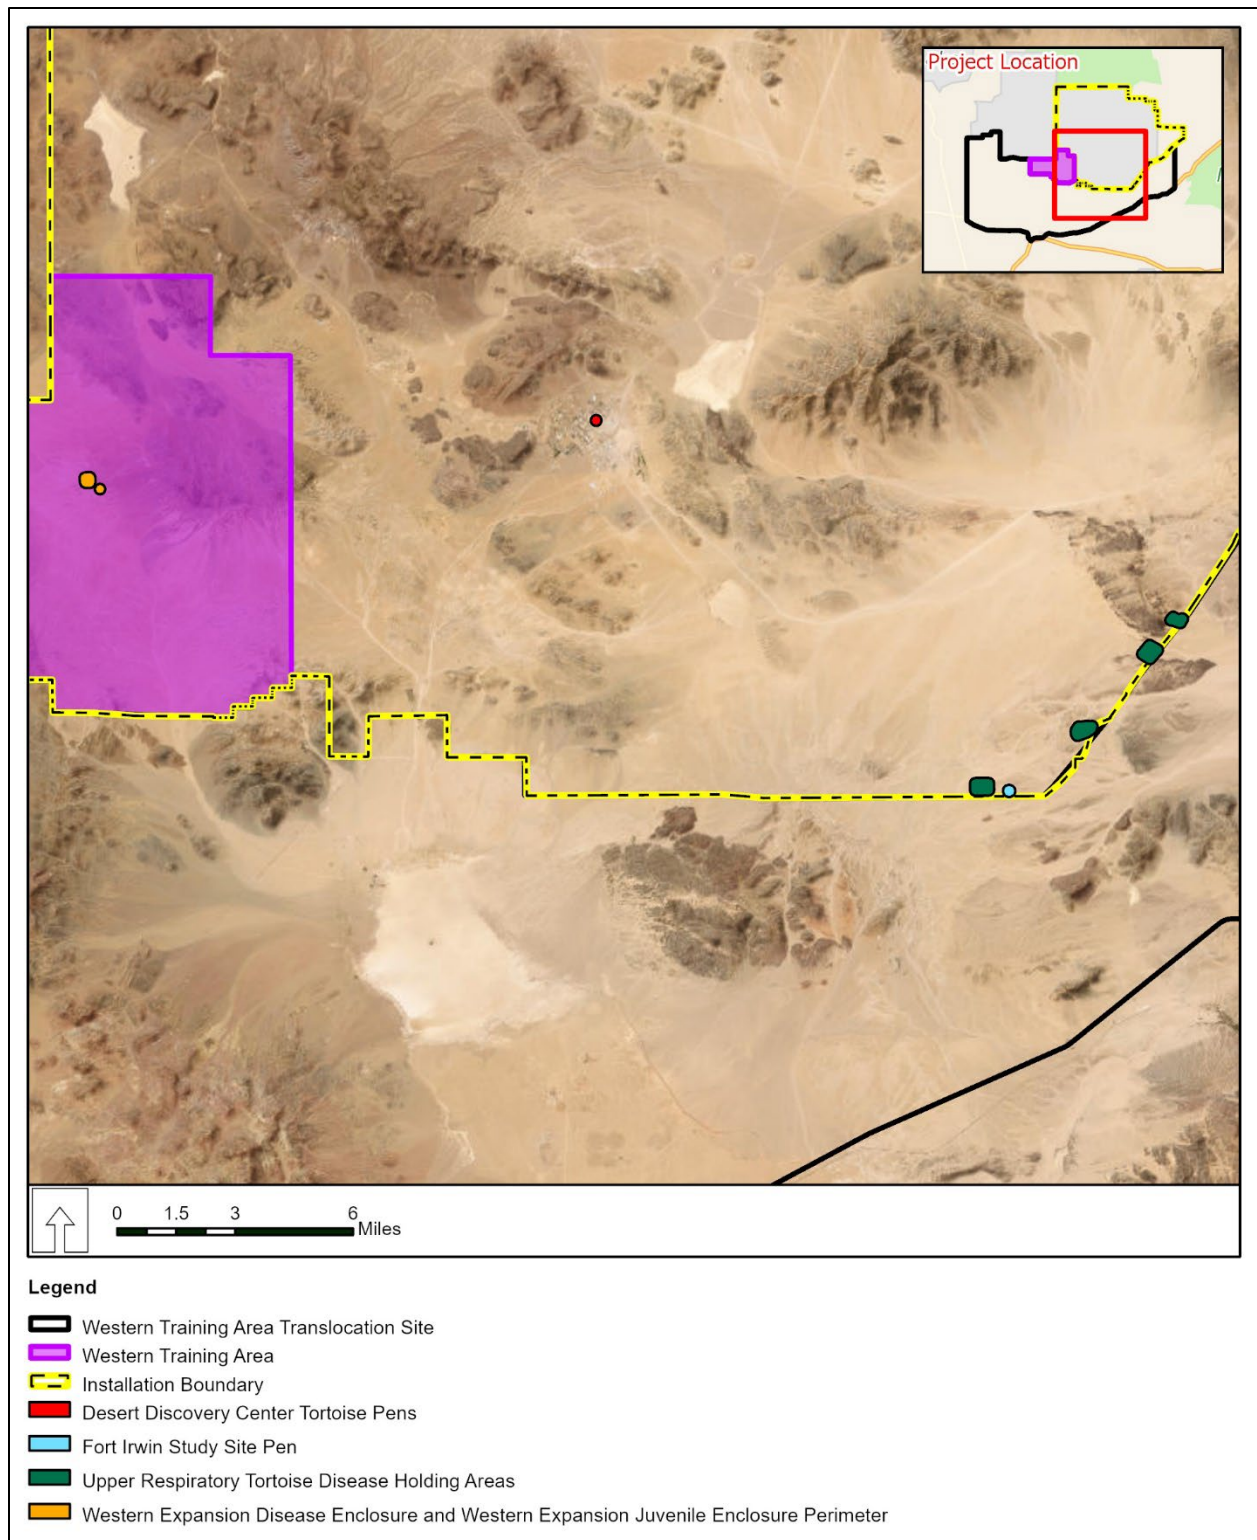 Project Location
0 1.5 3 6
Miles
Legend
Western Training Area Translocation Site
Western Training Area
Installation Boundary
Desert Discovery Center Tortoise Pens
Fort Irwin Study Site Pen
Upper Respiratory Tortoise Disease Holding Areas
Western Expansion Disease Enclosure and Western Expansion Juvenile Enclosure Perimeter